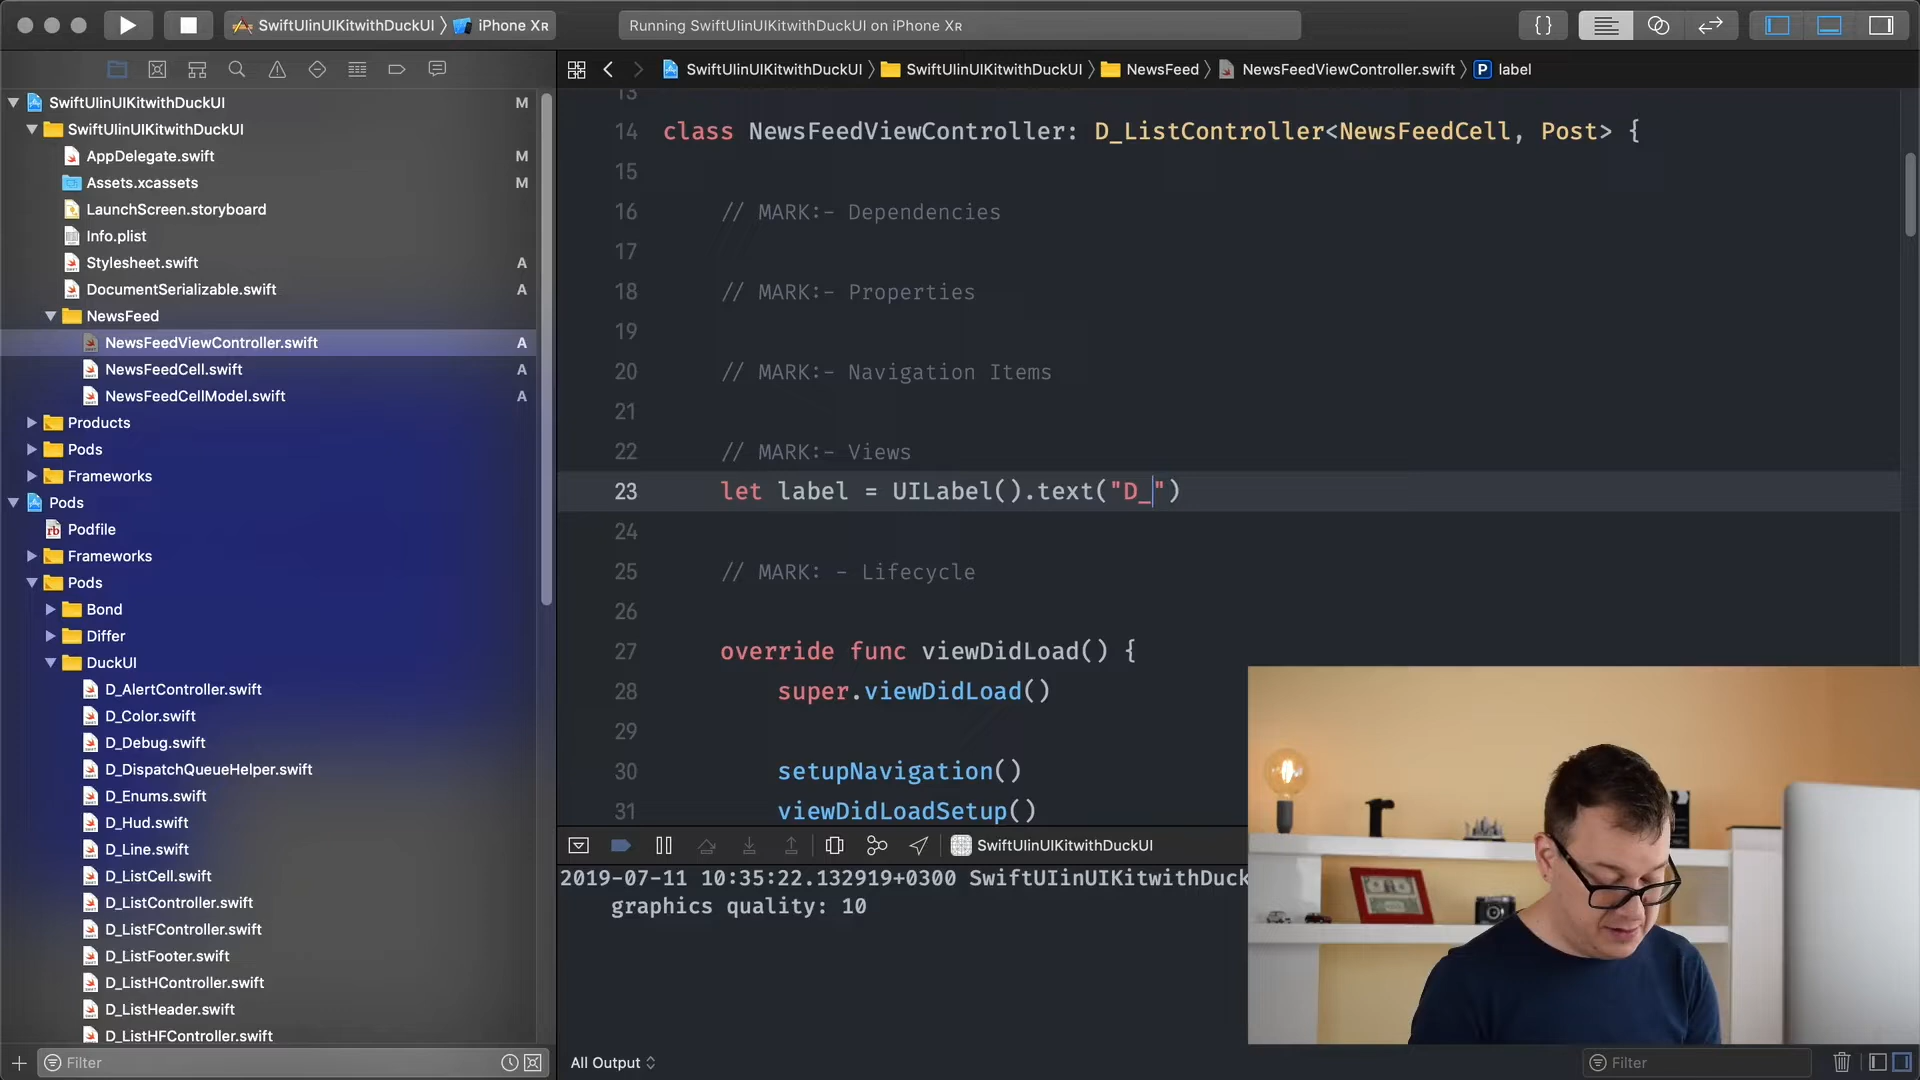 SwiftUIinUIKitwithDuckUI
iPhone XR
Running SwiftUIinUIKitwithDuckUI on iPhone XR
{}
SwiftUIinUIKitwithDuckUI
SwiftUIinUIKitwithDuckUI
NewsFeed
NewsFeedViewController.swift
P label
SwiftUIinUIKitwithDuckUI M
SwiftUIinUIKitwithDuckUI
AppDelegate.swift M
Assets.xcassets M
LaunchScreen.storyboard
Info.plist
Stylesheet.swift A
DocumentSerializable.swift A
NewsFeed
NewsFeedViewController.swift A
NewsFeedCell.swift A
NewsFeedCellModel.swift A
Products
Pods
Frameworks
Pods
rb Podfile
Frameworks
Pods
Bond
Differ
DuckUI
D_AlertController.swift
D_Color.swift
D_Debug.swift
D_DispatchQueueHelper.swift
D_Enums.swift
D_Hud.swift
D_Line.swift
D_ListCell.swift
D_ListController.swift
D_ListFController.swift
D_ListFooter.swift
D_ListHController.swift
D_ListHeader.swift
D_ListHFController.swift
Filter
13
14 class NewsFeedViewController: D_ListController<NewsFeedCell, Post> {
15
16 // MARK:- Dependencies
17
18 // MARK:- Properties
19
20 // MARK:- Navigation Items
21
22 // MARK:- Views
23 let label = UILabel().text("D_")
24
25 // MARK: - Lifecycle
26
27 override func viewDidLoad() {
28 super.viewDidLoad()
29
30 setupNavigation()
31 viewDidLoadSetup()
SwiftUIinUIKitwithDuckUI
2019-07-11 10:35:22.132919+0300 SwiftUIinUIKitwithDuck
graphics quality: 10
All Output
Filter